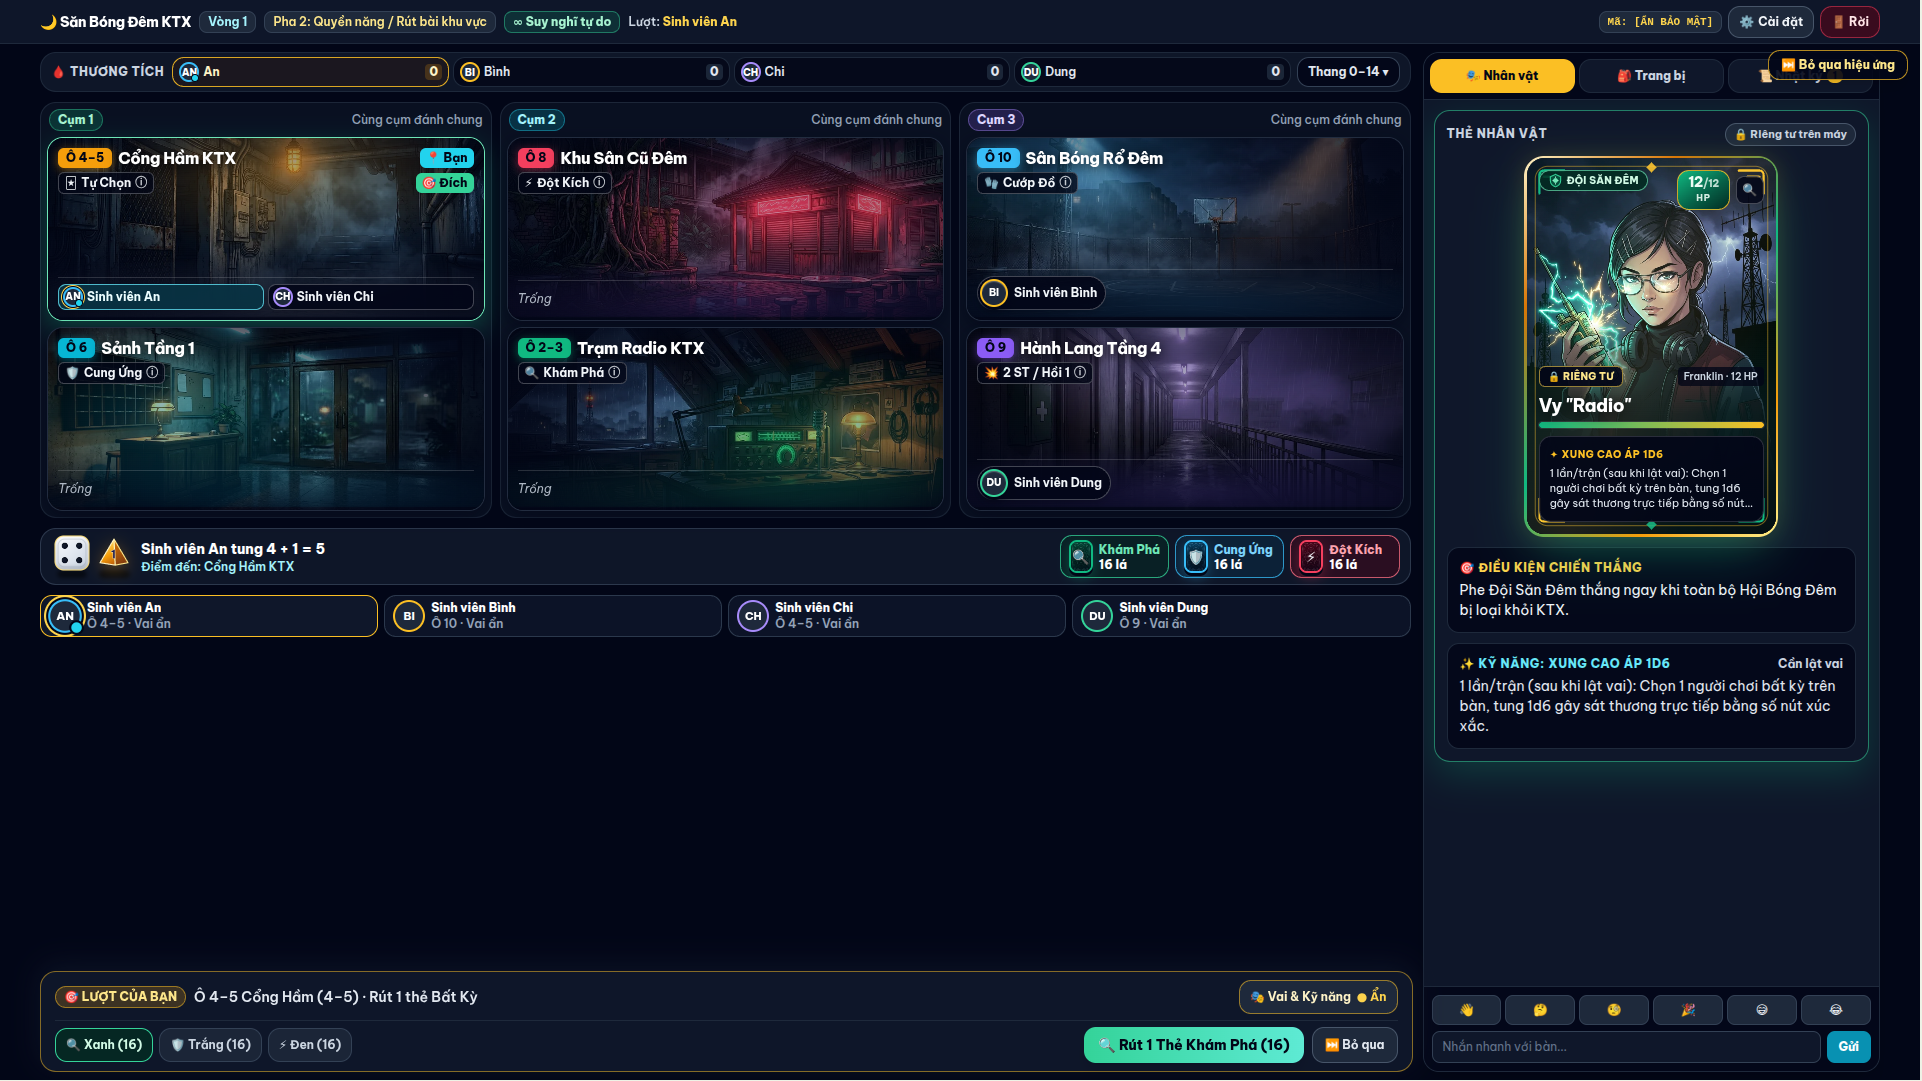 🌙 Săn Bóng Đêm KTX Vòng 1 Pha 2: Quyền năng / Rút bài khu vực ∞ Suy nghĩ tự do Lượt: Sinh viên An Mã: [ẨN BẢO MẬT] ⚙️ Cài đặt 🚪 Rời
🩸 THƯƠNG TÍCH AN An 0 BI Bình 0 CH Chi 0 DU Dung 0 Thang 0–14 ▾
⏩ Bỏ qua hiệu ứng
🎭 Nhân vật 🎒 Trang bị
Cụm 1 Cùng cụm đánh chung
Ô 4–5 Cổng Hầm KTX 📍 Bạn
🃏 Tự Chọn ⓘ 🎯 Đích
AN Sinh viên An CH Sinh viên Chi
Ô 6 Sảnh Tầng 1
🛡️ Cung Ứng ⓘ
Trống
Cụm 2 Cùng cụm đánh chung
Ô 8 Khu Sân Cũ Đêm
⚡ Đột Kích ⓘ
Trống
Ô 2–3 Trạm Radio KTX
🔍 Khám Phá ⓘ
Trống
Cụm 3 Cùng cụm đánh chung
Ô 10 Sân Bóng Rổ Đêm
🧤 Cướp Đồ ⓘ
BI Sinh viên Bình
Ô 9 Hành Lang Tầng 4
💥 2 ST / Hồi 1 ⓘ
DU Sinh viên Dung
1 Sinh viên An tung 4 + 1 = 5
Điểm đến: Cổng Hầm KTX
🔍 Khám Phá
16 lá
🛡️ Cung Ứng
16 lá
⚡ Đột Kích
16 lá
AN Sinh viên An
Ô 4–5 · Vai ẩn
BI Sinh viên Bình
Ô 10 · Vai ẩn
CH Sinh viên Chi
Ô 4–5 · Vai ẩn
DU Sinh viên Dung
Ô 9 · Vai ẩn
🎯 LƯỢT CỦA BẠN Ô 4–5 Cổng Hầm (4–5) · Rút 1 thẻ Bất Kỳ 🎭 Vai & Kỹ năng ● Ẩn
🔍 Xanh (16) 🛡️ Trắng (16) ⚡ Đen (16) 🔍 Rút 1 Thẻ Khám Phá (16) ⏩ Bỏ qua
THẺ NHÂN VẬT 🔒 Riêng tư trên máy
ĐỘI SĂN ĐÊM 12/12
HP 🔍
🔒 RIÊNG TƯ Franklin · 12 HP
Vy "Radio"
✦ XUNG CAO ÁP 1D6
1 lần/trận (sau khi lật vai): Chọn 1
người chơi bất kỳ trên bàn, tung 1d6
gây sát thương trực tiếp bằng số nút…
🎯 ĐIỀU KIỆN CHIẾN THẮNG
Phe Đội Săn Đêm thắng ngay khi toàn bộ Hội Bóng Đêm
bị loại khỏi KTX.
✨ KỸ NĂNG: XUNG CAO ÁP 1D6 Cần lật vai
1 lần/trận (sau khi lật vai): Chọn 1 người chơi bất kỳ trên
bàn, tung 1d6 gây sát thương trực tiếp bằng số nút xúc
xắc.
👋 🤔 🧐 🎉 😅 😂
Nhắn nhanh với bàn... Gửi